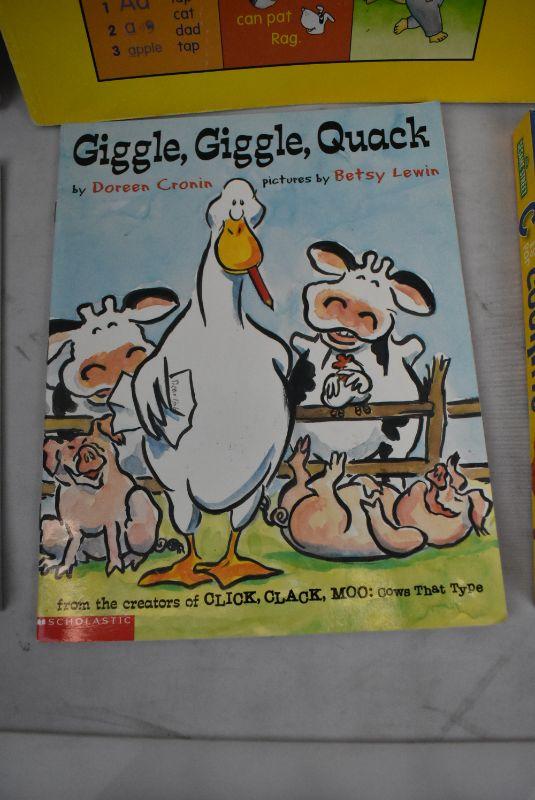 1 Aa
cat
2
dad
3 apple tap
can pat
Rag.
Giggle, Giggle, Quack
by Doreen Cronin pictures by Betsy Lewin
from the creators of CLICK, CLACK, MOO: Cows That Type
SCHOLASTIC